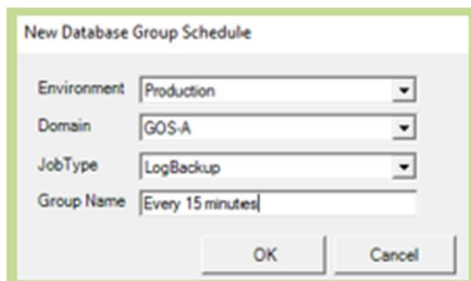 New Database Group Schedule
Environment Production
Domain GOS-A
JobType LogBackup
Group Name Every 15 minutes
OK Cancel